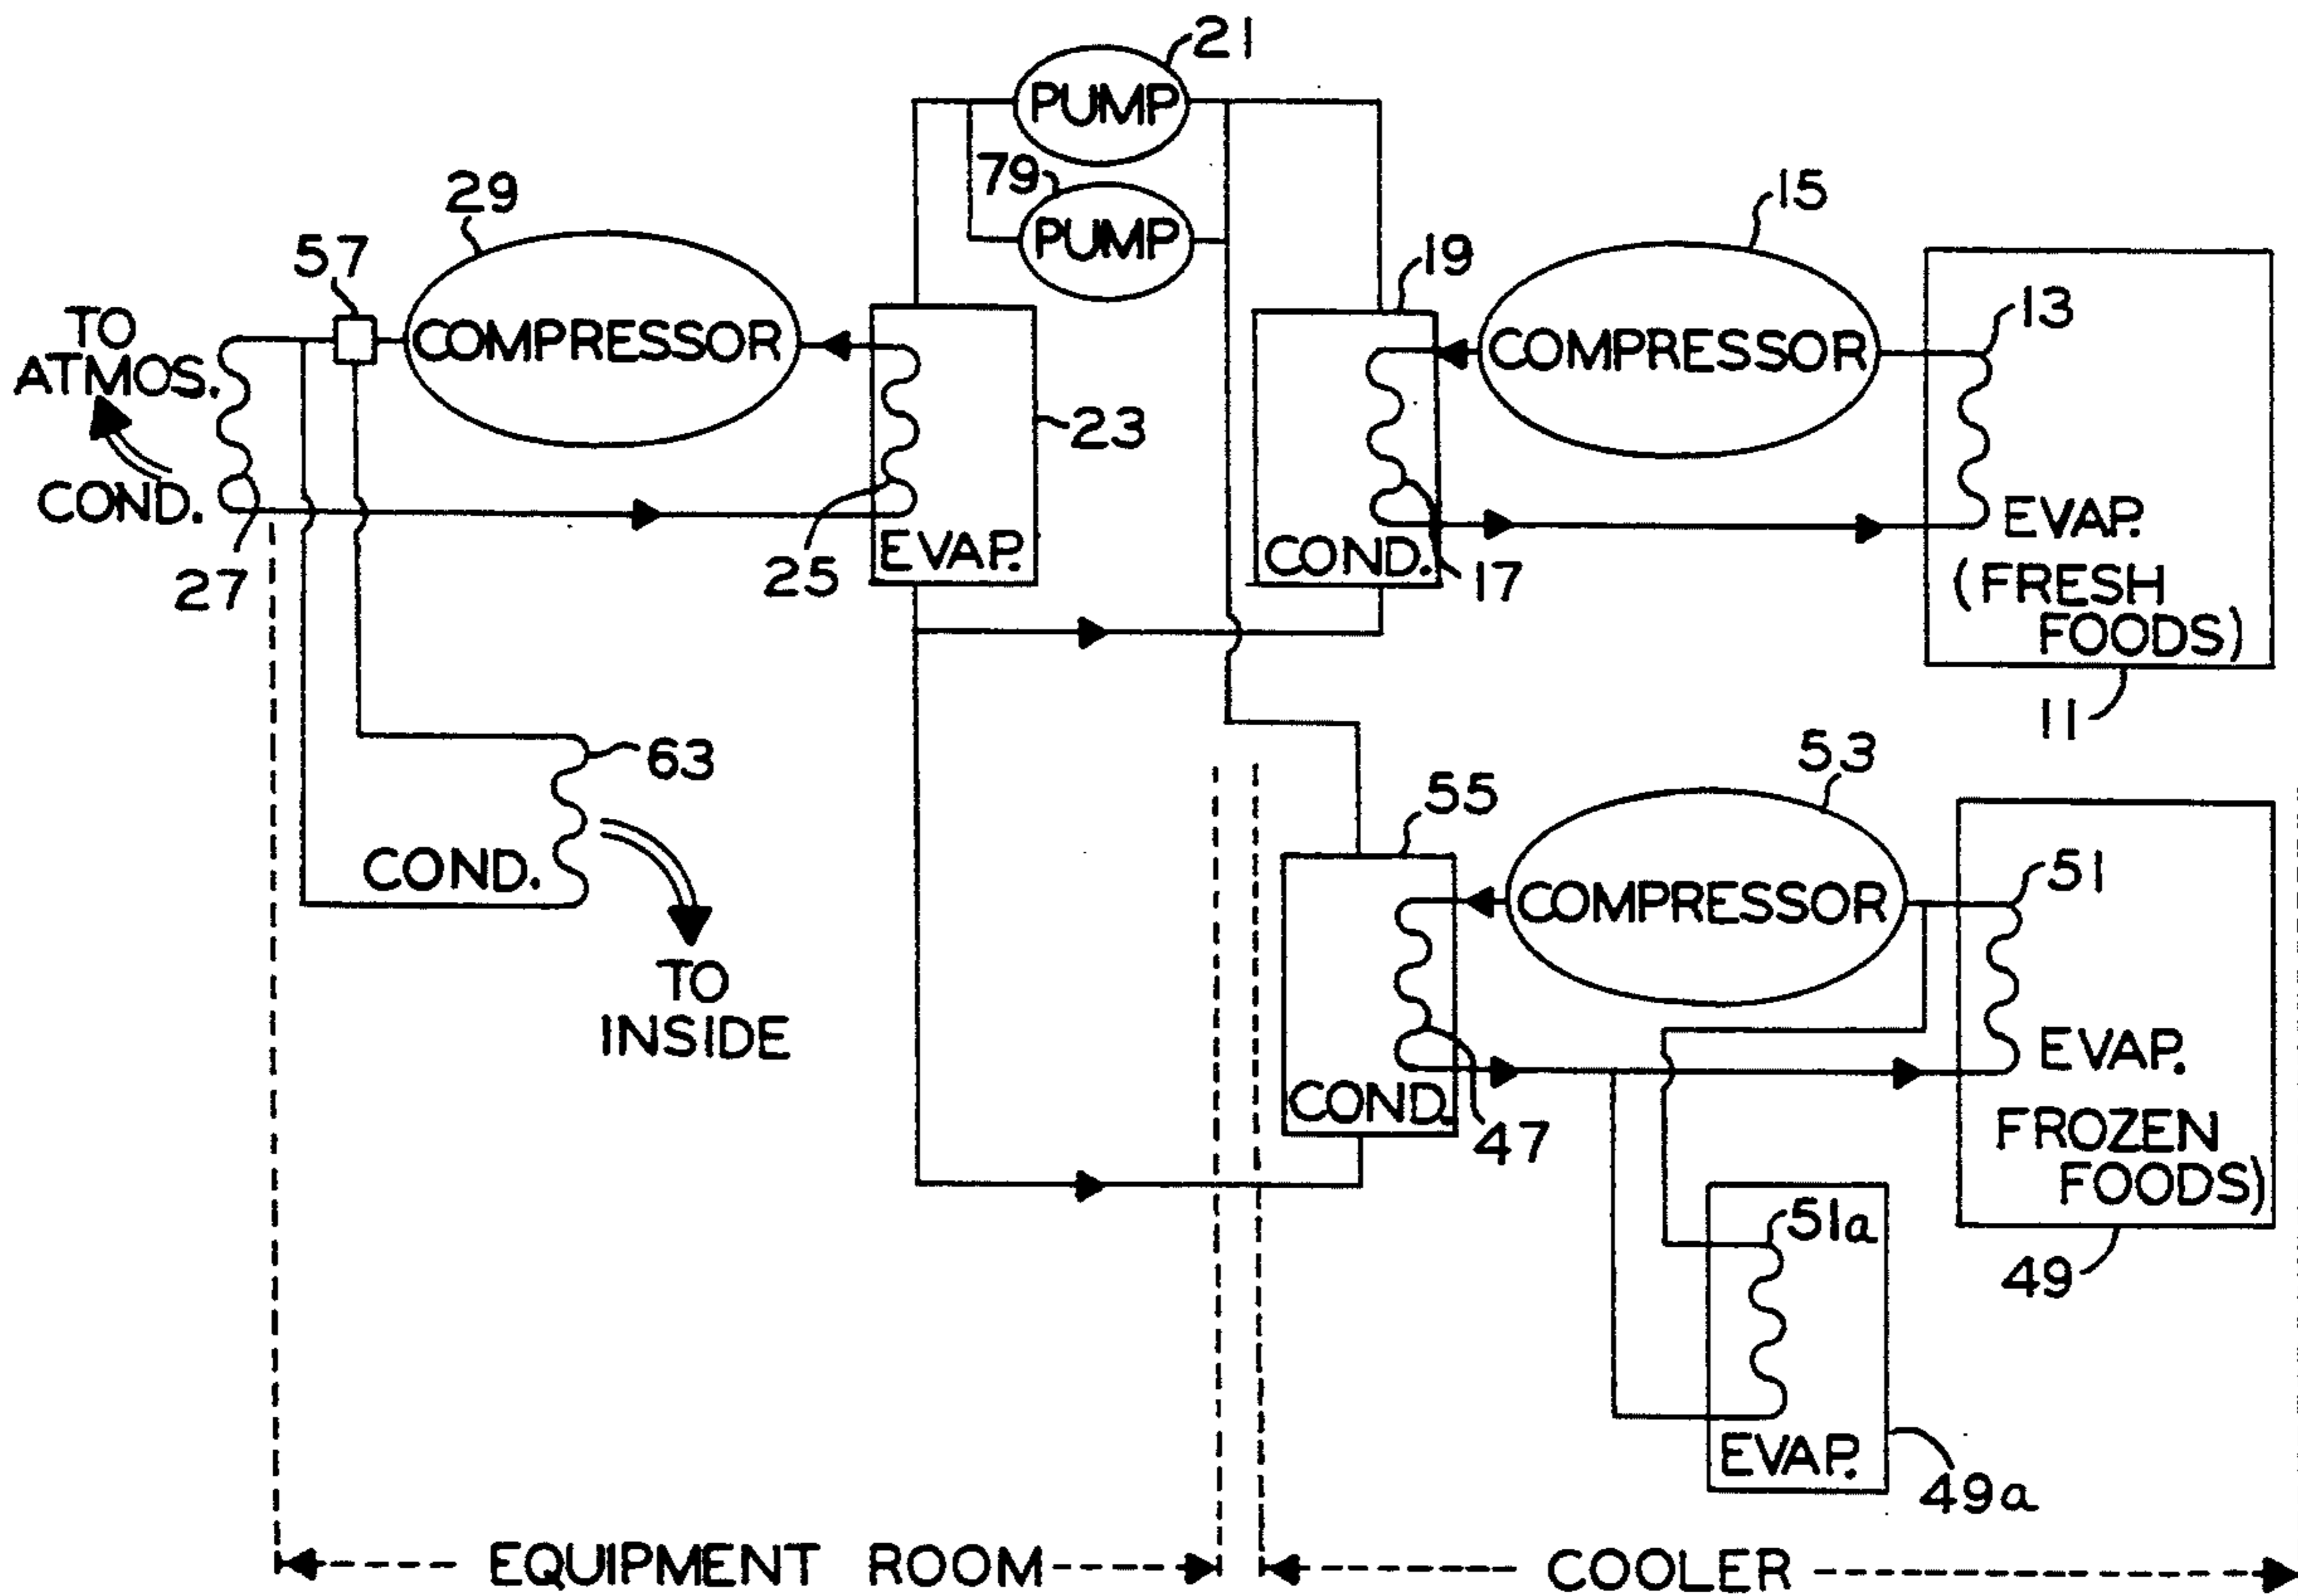 21
PUMP
79
PUMP
29
COMPRESSOR
57
TO
ATMOS.
COND.
27
23
25
EVAP.
19
COND.
17
15
COMPRESSOR
13
EVAP.
(FRESH
FOODS)
11
63
COND.
TO
INSIDE
55
COND.
47
53
COMPRESSOR
51
EVAP.
FROZEN
FOODS)
49
51a
EVAP.
49a
EQUIPMENT ROOM
COOLER